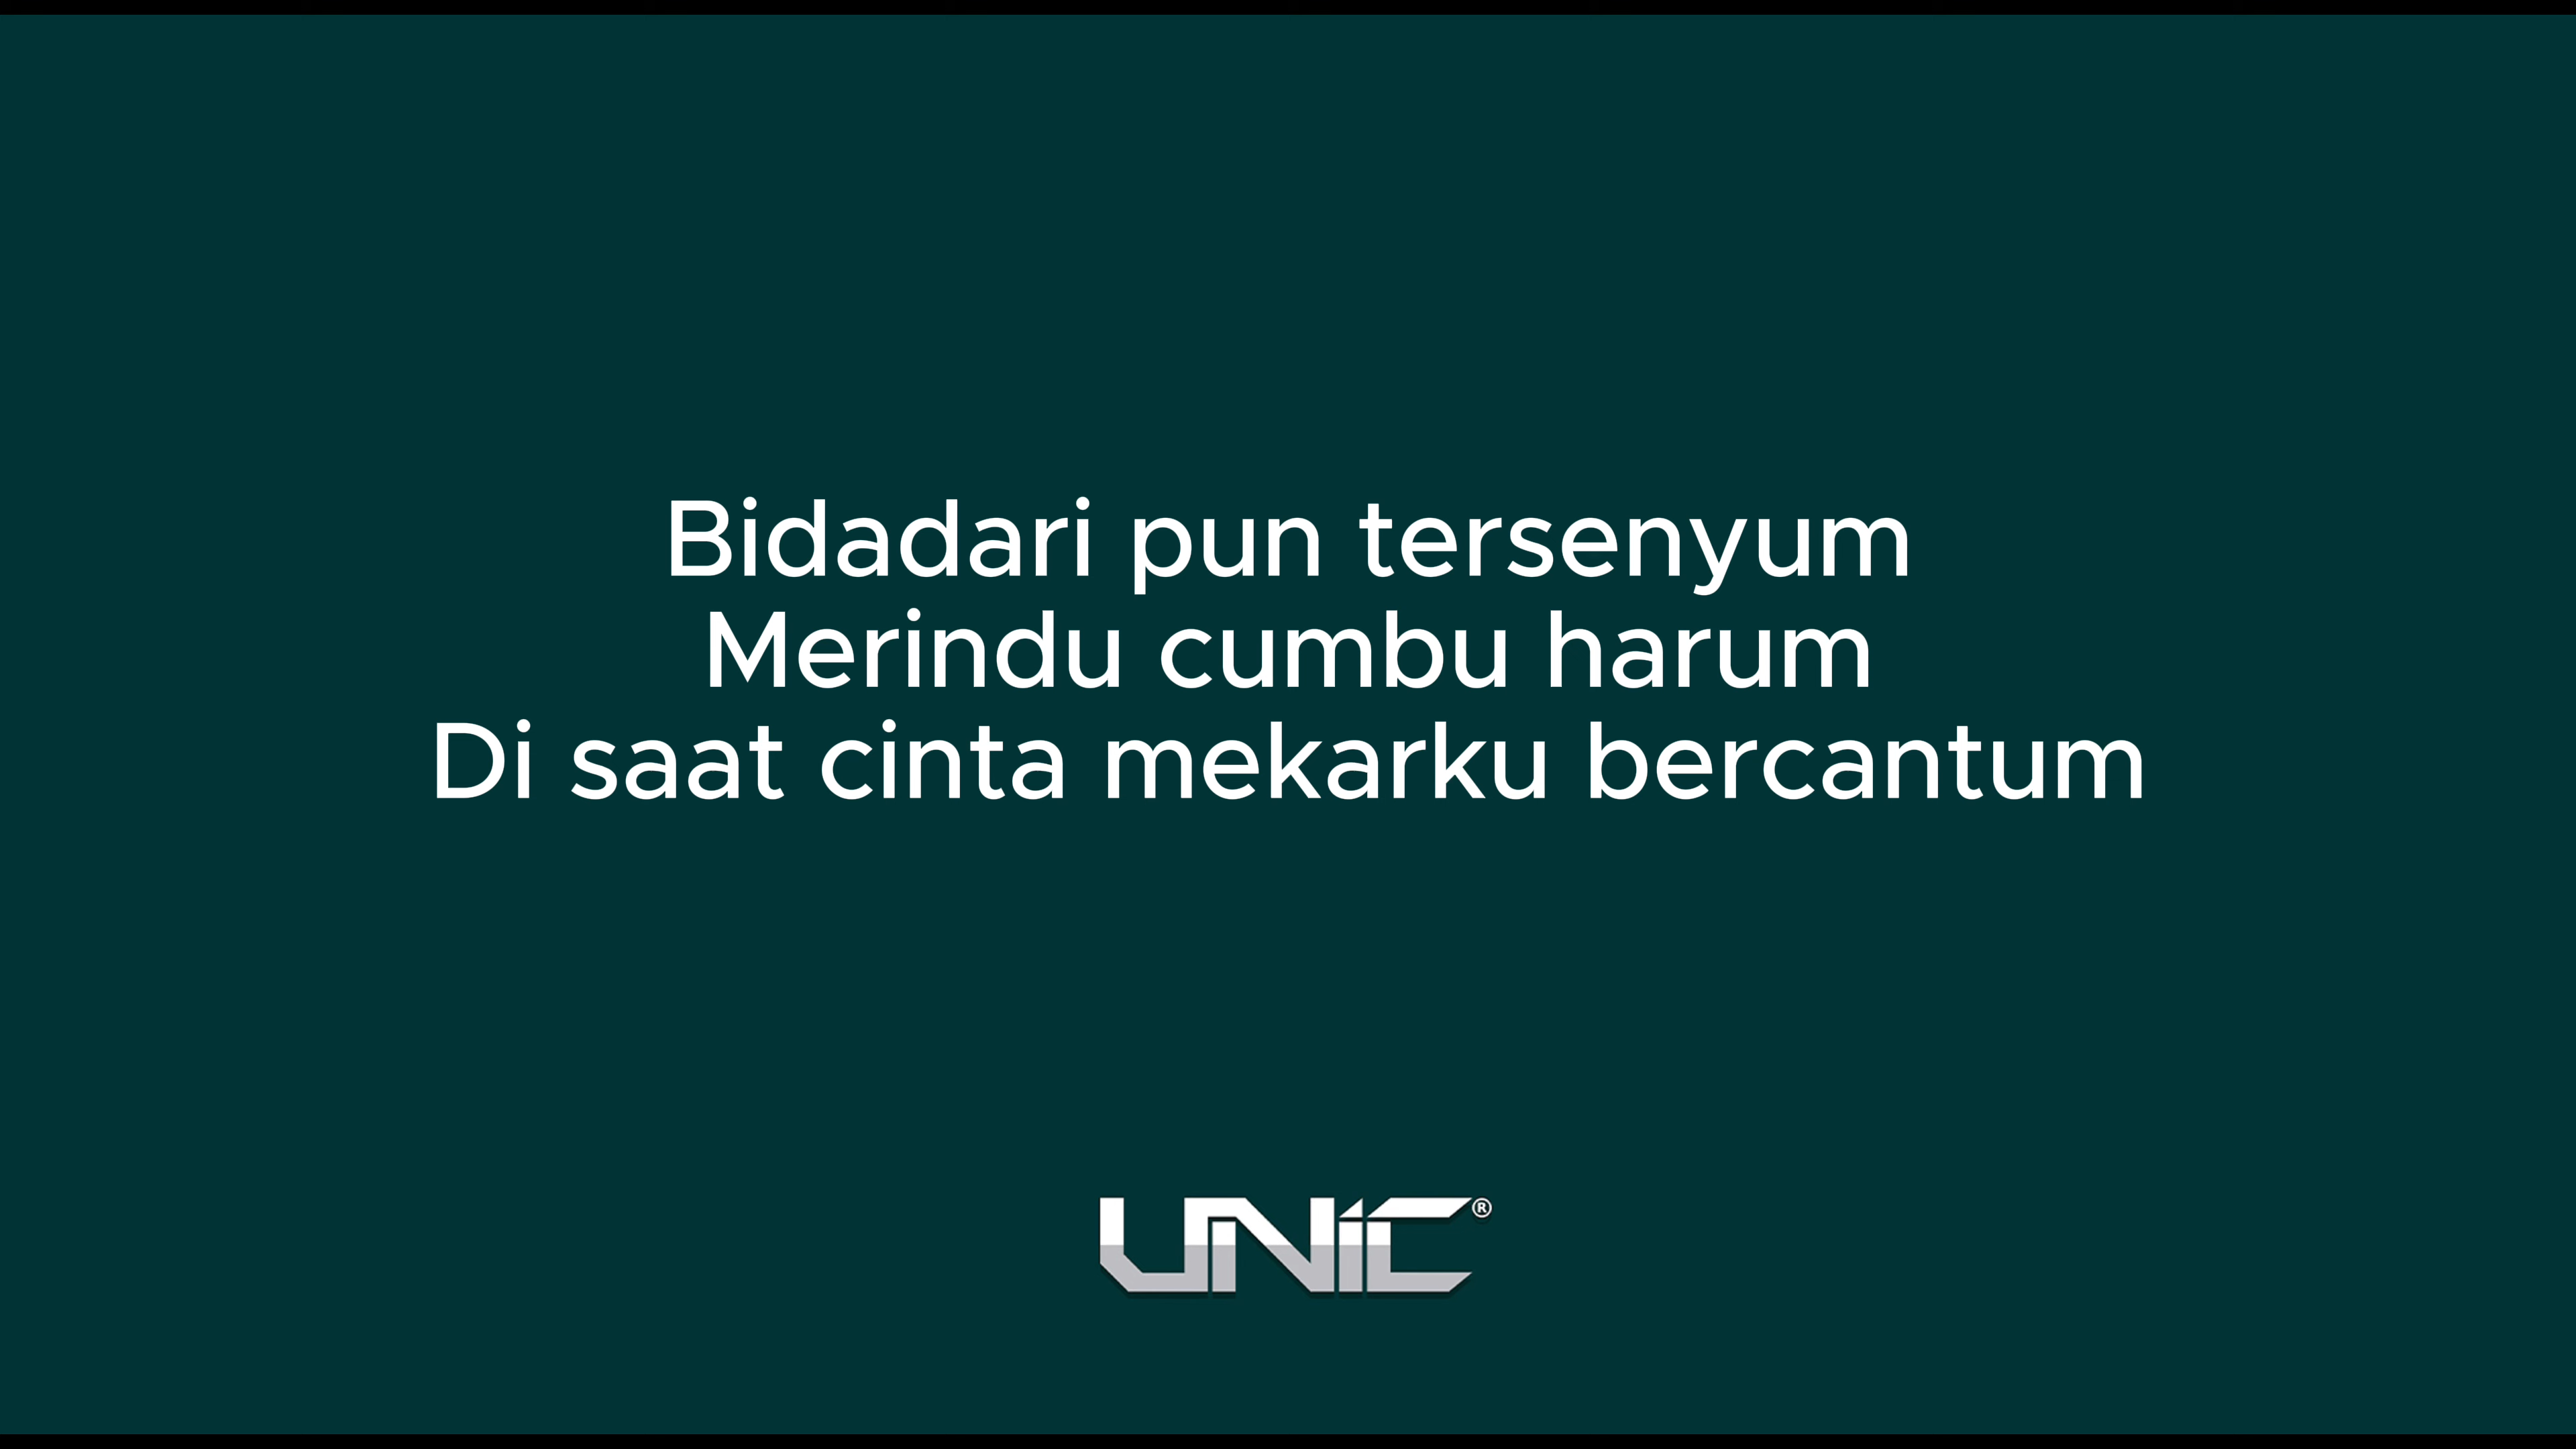 Bidadari pun tersenyum
Merindu cumbu harum
Di saat cinta mekarku bercantum
UNiC®